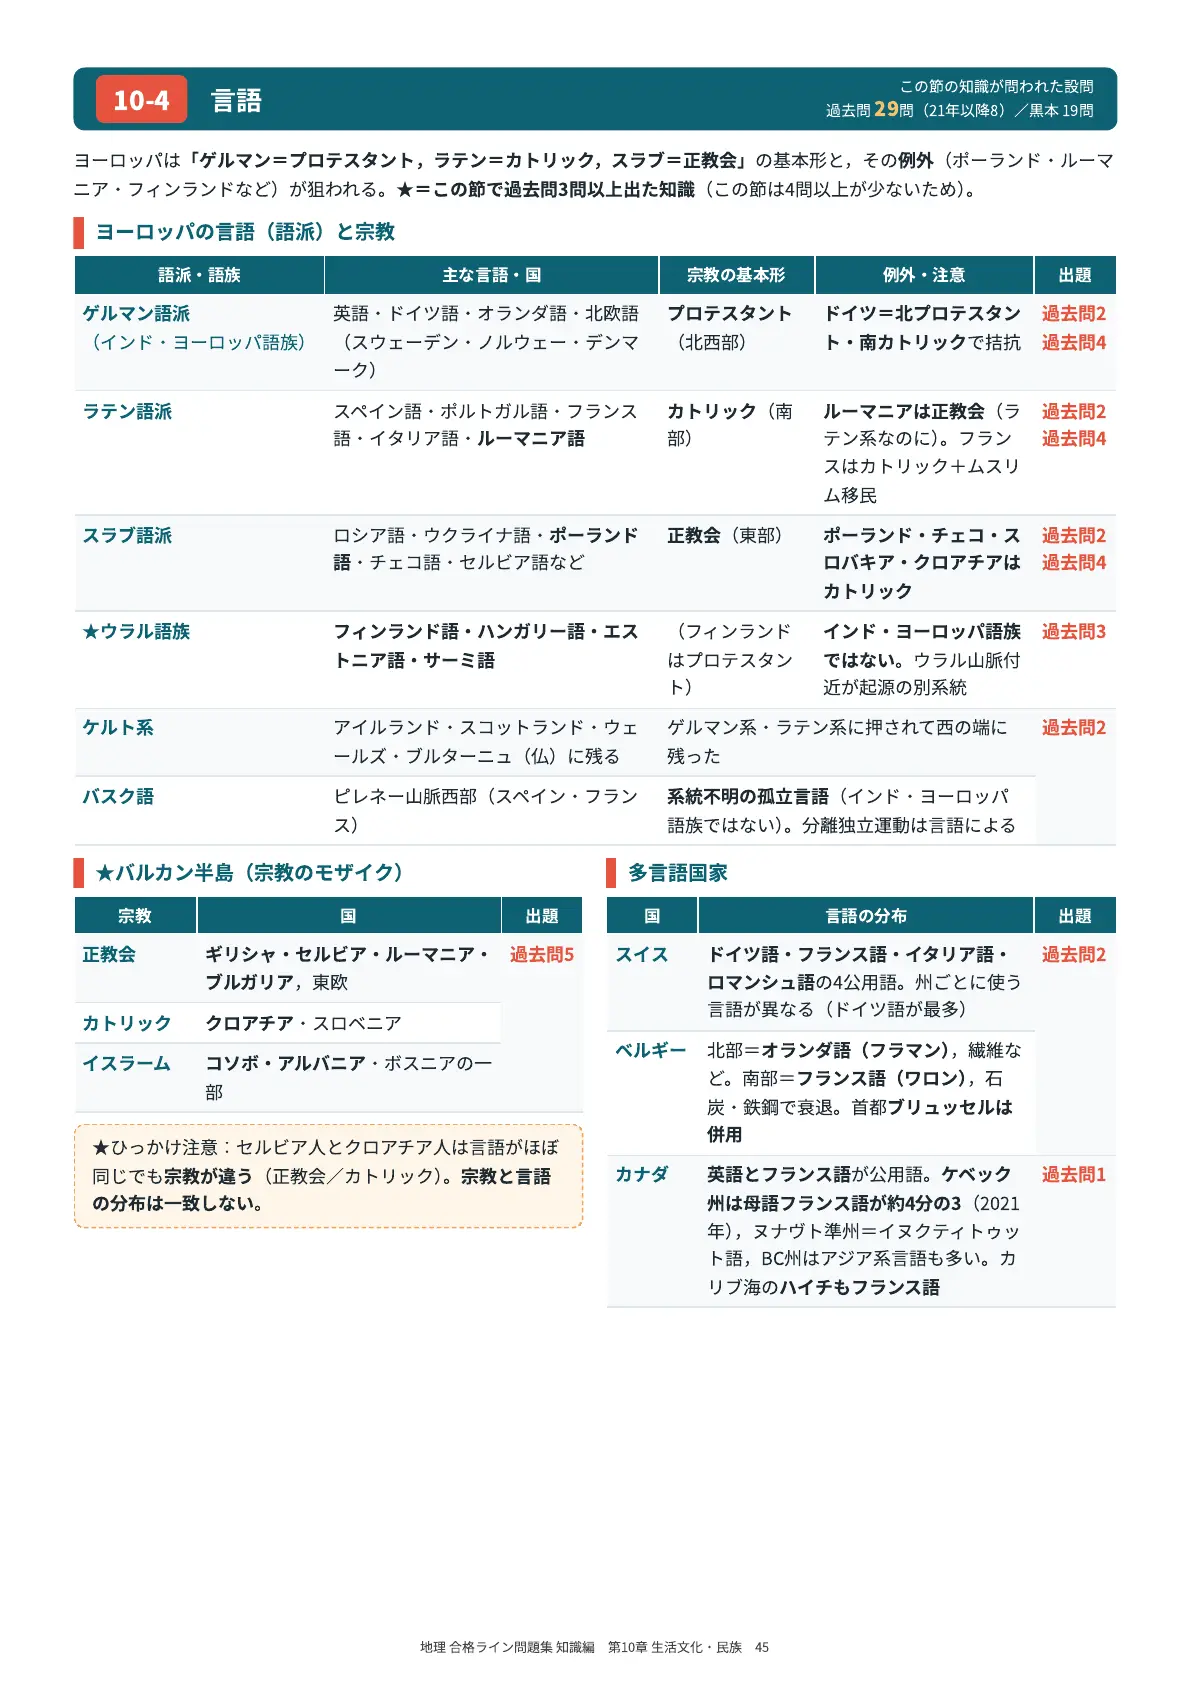 10-4 言語
この節の知識が問われた設問
過去問 29問（21年以降8）／黒本 19問
ヨーロッパは「ゲルマン＝プロテスタント，ラテン＝カトリック，スラブ＝正教会」の基本形と，その例外（ポーランド・ルーマ
ニア・フィンランドなど）が狙われる。★＝この節で過去問3問以上出た知識（この節は4問以上が少ないため）。
ヨーロッパの言語（語派）と宗教
語派・語族 主な言語・国 宗教の基本形 例外・注意 出題
ゲルマン語派 英語・ドイツ語・オランダ語・北欧語 プロテスタント ドイツ＝北プロテスタン 過去問2
（インド・ヨーロッパ語族） （スウェーデン・ノルウェー・デンマ （北西部） ト・南カトリックで拮抗 過去問4
ーク）
ラテン語派 スペイン語・ポルトガル語・フランス カトリック（南 ルーマニアは正教会（ラ 過去問2
語・イタリア語・ルーマニア語 部） テン系なのに）。フラン 過去問4
スはカトリック＋ムスリ
ム移民
スラブ語派 ロシア語・ウクライナ語・ポーランド 正教会（東部） ポーランド・チェコ・ス 過去問2
語・チェコ語・セルビア語など ロバキア・クロアチアは 過去問4
カトリック
★ウラル語族 フィンランド語・ハンガリー語・エス （フィンランド インド・ヨーロッパ語族 過去問3
トニア語・サーミ語 はプロテスタン ではない。ウラル山脈付
ト） 近が起源の別系統
ケルト系 アイルランド・スコットランド・ウェ ゲルマン系・ラテン系に押されて西の端に 過去問2
ールズ・ブルターニュ（仏）に残る 残った
バスク語 ピレネー山脈西部（スペイン・フラン 系統不明の孤立言語（インド・ヨーロッパ
ス） 語族ではない）。分離独立運動は言語による
★バルカン半島（宗教のモザイク）
宗教 国 出題
正教会 ギリシャ・セルビア・ルーマニア・ 過去問5
ブルガリア，東欧
カトリック クロアチア・スロベニア
イスラーム コソボ・アルバニア・ボスニアの一
部
★ひっかけ注意：セルビア人とクロアチア人は言語がほぼ
同じでも宗教が違う（正教会／カトリック）。宗教と言語
の分布は一致しない。
多言語国家
国 言語の分布 出題
スイス ドイツ語・フランス語・イタリア語・ 過去問2
ロマンシュ語の4公用語。州ごとに使う
言語が異なる（ドイツ語が最多）
ベルギー 北部＝オランダ語（フラマン），繊維な
ど。南部＝フランス語（ワロン），石
炭・鉄鋼で衰退。首都ブリュッセルは
併用
カナダ 英語とフランス語が公用語。ケベック 過去問1
州は母語フランス語が約4分の3（2021
年），ヌナヴト準州＝イヌクティトゥッ
ト語，BC州はアジア系言語も多い。カ
リブ海のハイチもフランス語
地理 合格ライン問題集 知識編 第10章 生活文化・民族 45